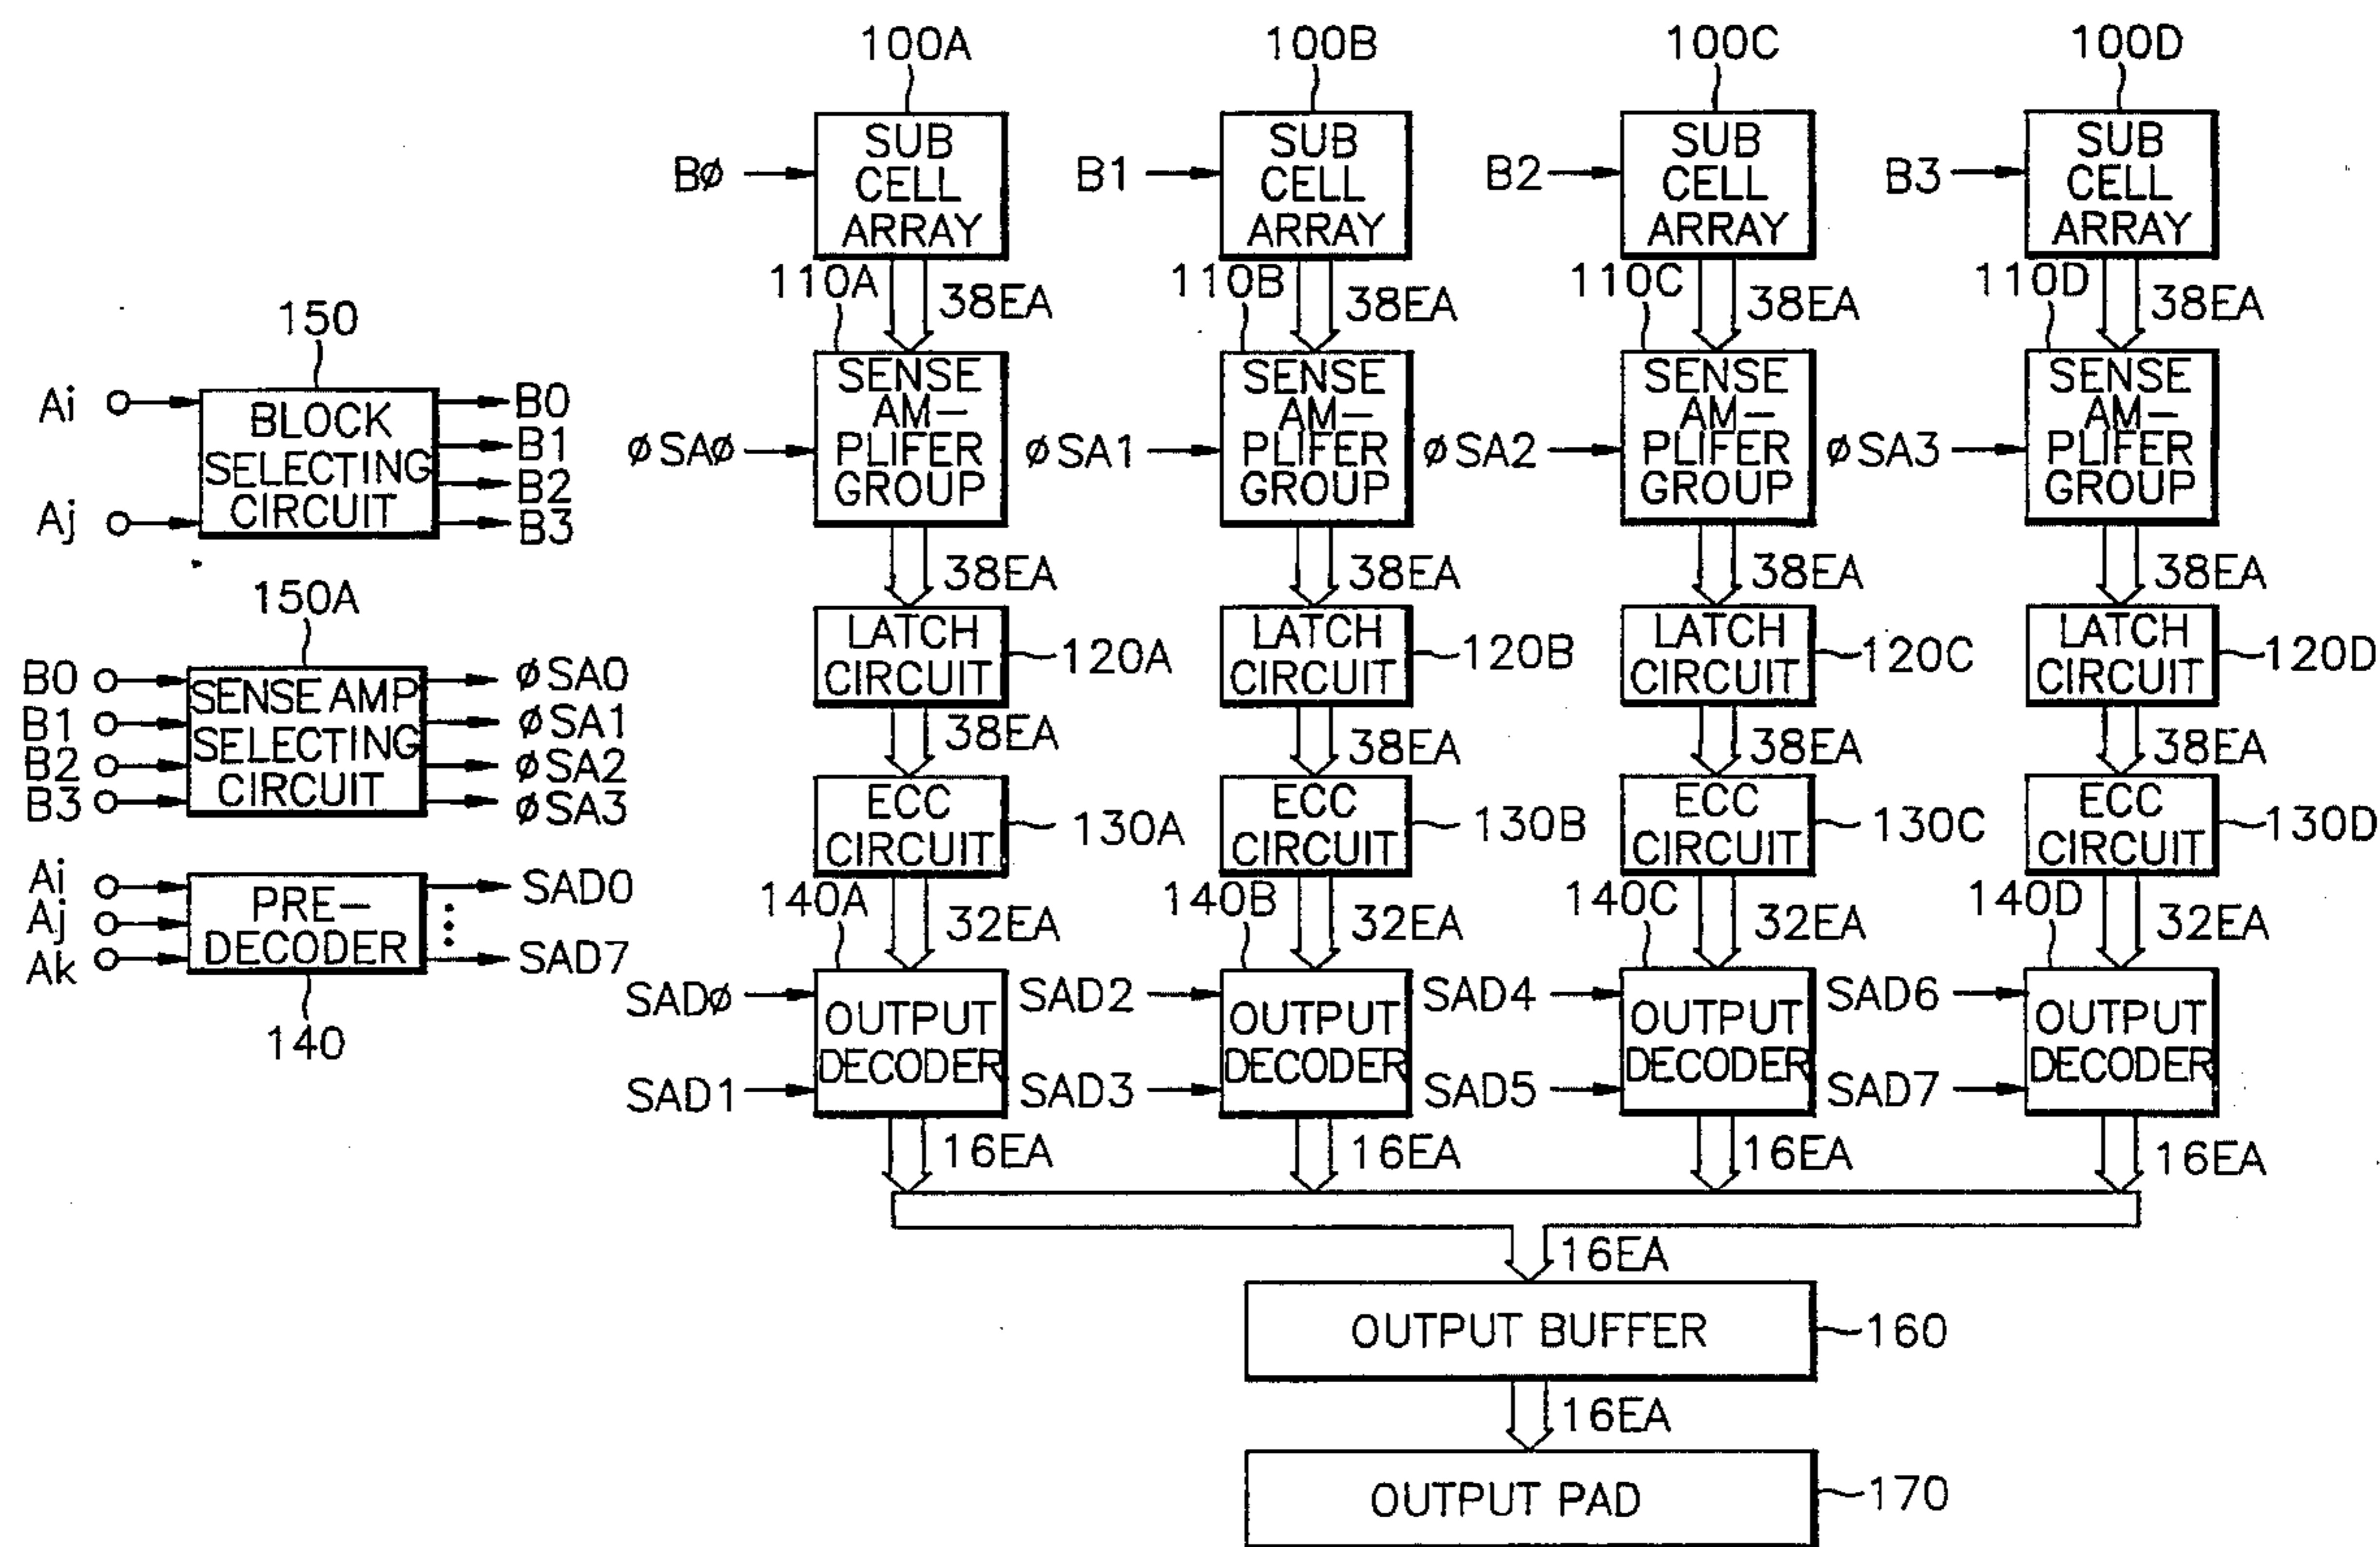 100A 100B 100C 100D
SUB CELL ARRAY SUB CELL ARRAY SUB CELL ARRAY SUB CELL ARRAY
Bø B1 B2 B3
110A 38EA 110B 38EA 110C 38EA 110D 38EA
150
Ai
Aj
BLOCK
SELECTING
CIRCUIT
B0
B1
B2
B3
SENSE AM- PLIFER GROUP SENSE AM- PLIFER GROUP SENSE AM- PLIFER GROUP SENSE AM- PLIFER GROUP
øSAø øSA1 øSA2 øSA3
38EA 38EA 38EA 38EA
150A
B0
B1
B2
B3
SENSE AMP
SELECTING
CIRCUIT
øSA0
øSA1
øSA2
øSA3
LATCH CIRCUIT 120A LATCH CIRCUIT 120B LATCH CIRCUIT 120C LATCH CIRCUIT 120D
38EA 38EA 38EA 38EA
ECC CIRCUIT 130A ECC CIRCUIT 130B ECC CIRCUIT 130C ECC CIRCUIT 130D
Ai
Aj
Ak
PRE-
DECODER
SAD0
SAD7
140
140A 32EA 140B 32EA 140C 32EA 140D 32EA
SADø SAD2 SAD4 SAD6
OUTPUT DECODER OUTPUT DECODER OUTPUT DECODER OUTPUT DECODER
SAD1 SAD3 SAD5 SAD7
16EA 16EA 16EA 16EA
16EA
OUTPUT BUFFER 160
16EA
OUTPUT PAD 170